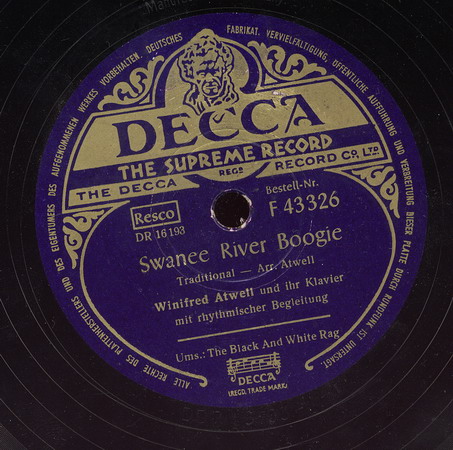 ALLE RECHTE DES PLATTENHERSTELLERS UND DES EIGENTÜMERS DES AUFGENOMMENEN WERKES VORBEHALTEN. DEUTSCHES FABRIKAT. VERVIELFÄLTIGUNG, ÖFFENTLICHE AUFFÜHRUNG UND VERBREITUNG DIESER PLATTE DURCH RUNDFUNK IST UNTERSAGT.
DECCA
THE SUPREME RECORD
THE DECCA REGD RECORD CO. LTD
Bestell-Nr.
Resco F 43326
DR 16193
Swanee River Boogie
Traditional — Arr. Atwell
Winifred Atwell und ihr Klavier
mit rhythmischer Begleitung
Ums.: The Black And White Rag
DECCA
(REGD. TRADE MARK)